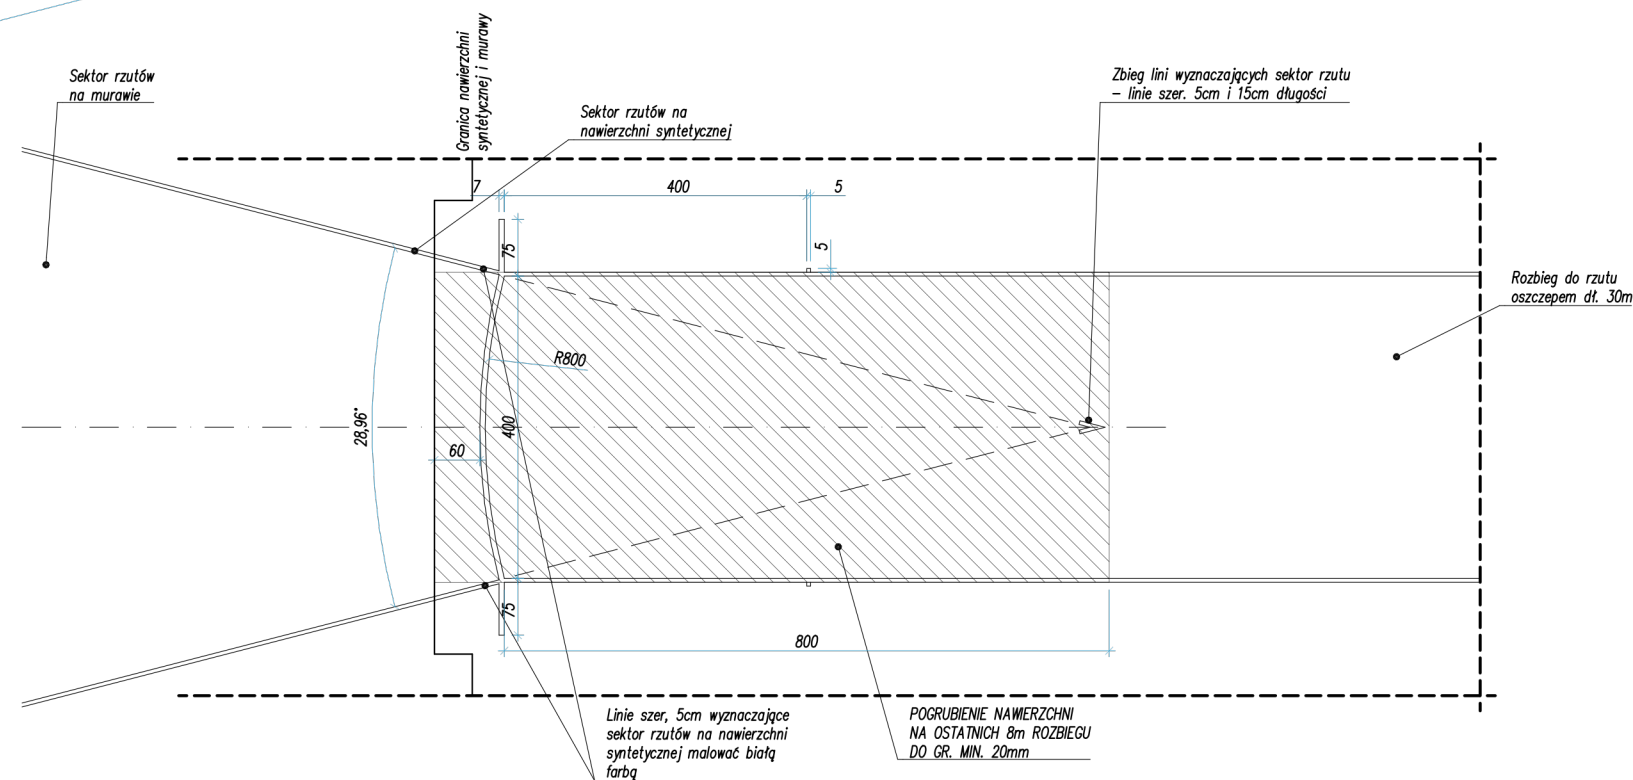 Sektor rzutów
na murawie
Granica nawierzchni
syntetycznej i murawy
Sektor rzutów na
nawierzchni syntetycznej
Zbieg lini wyznaczających sektor rzutu
– linie szer. 5cm i 15cm długości
7
400
5
75
5
Rozbieg do rzutu
oszczepem dł. 30m
R800
28,96°
400
60
75
800
Linie szer, 5cm wyznaczające
sektor rzutów na nawierzchni
syntetycznej malować białą
farbą
POGRUBIENIE NAWIERZCHNI
NA OSTATNICH 8m ROZBIEGU
DO GR. MIN. 20mm